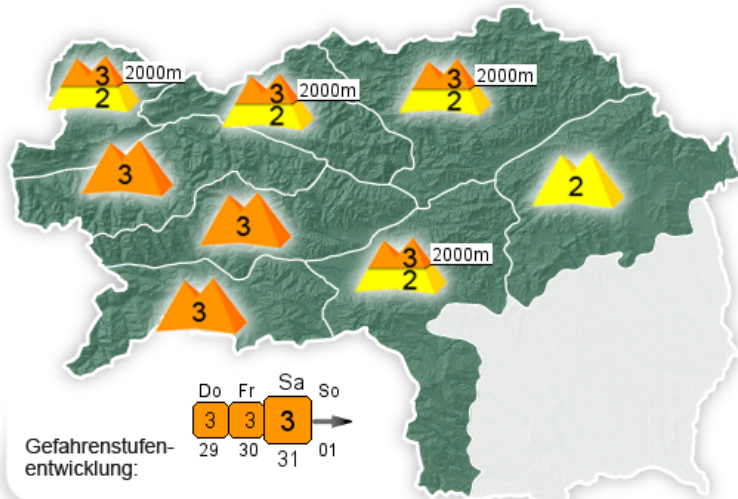 3 2000m
2
3 2000m
2
3 2000m
2
3
2
3
3 2000m
2
3
Do Fr Sa So
3 3 3
29 30 31 01
Gefahrenstufen-
entwicklung: